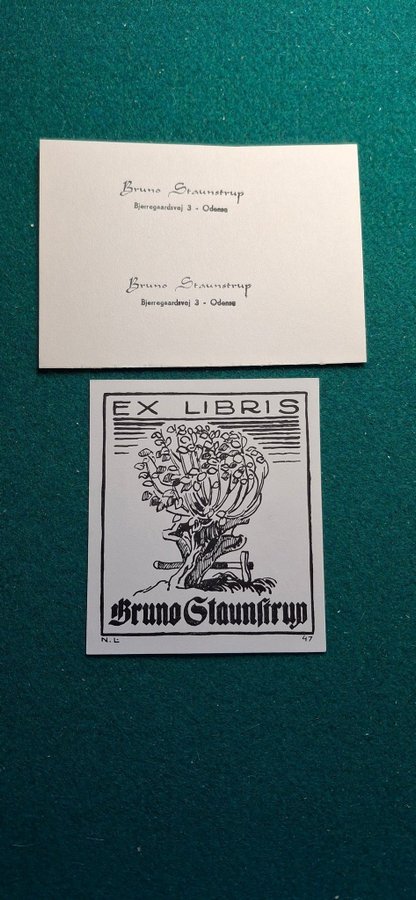 Bruno Staunstrup
Bjerregaardsvej 3 - Odense
Bruno Staunstrup
Bjerregaardsvej 3 - Odense
EX LIBRIS
Bruno Staunstrup
N.L 47